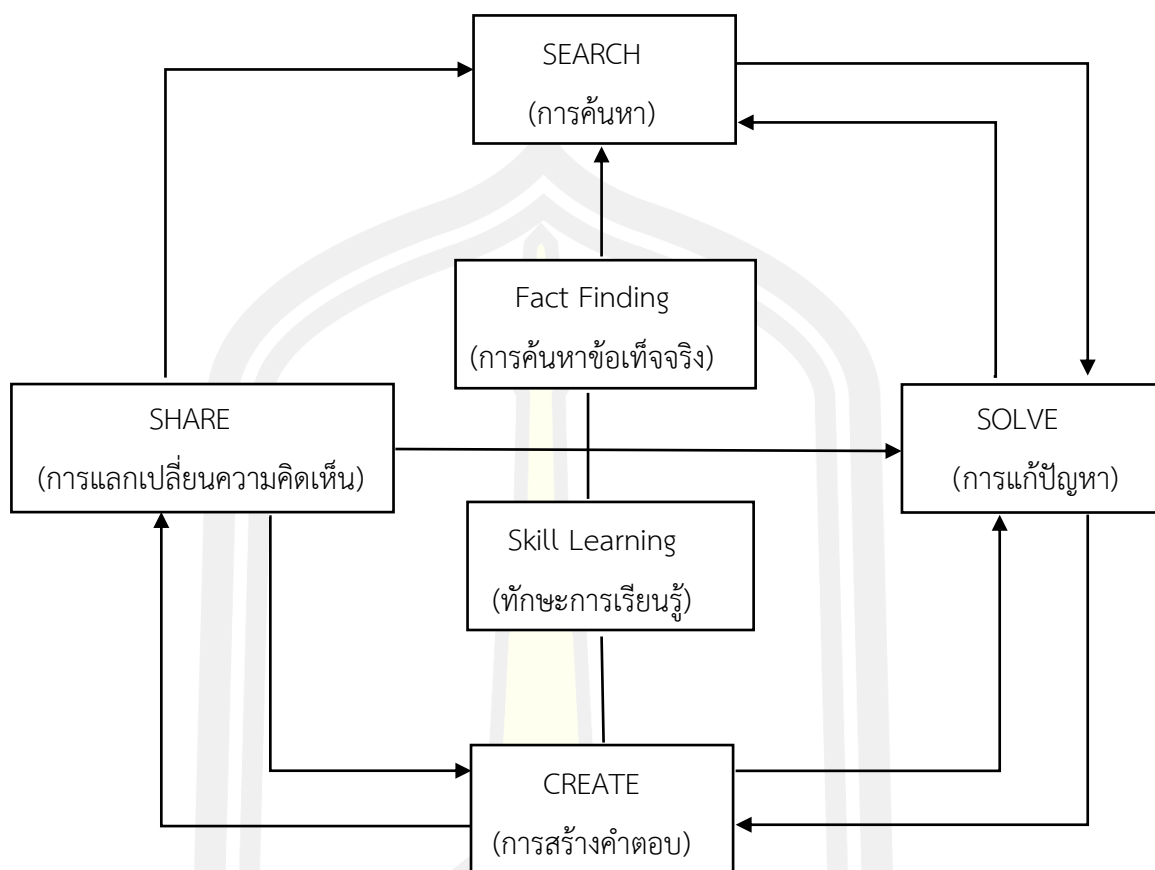 SEARCH
(การค้นหา)
Fact Finding
(การค้นหาข้อเท็จจริง)
SHARE
(การแลกเปลี่ยนความคิดเห็น)
SOLVE
(การแก้ปัญหา)
Skill Learning
(ทักษะการเรียนรู้)
CREATE
(การสร้างคำตอบ)